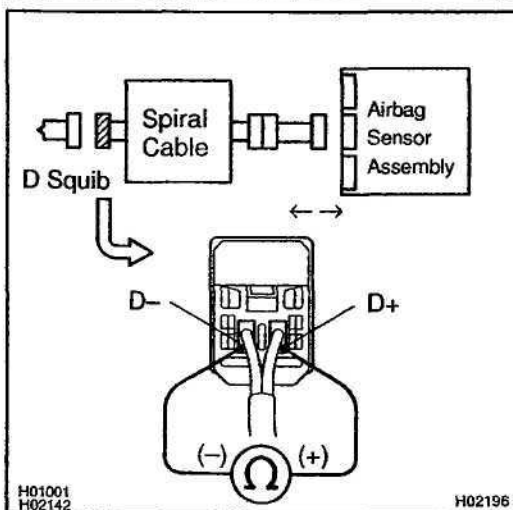 Spiral
Cable
Airbag
Sensor
Assembly
D Squib
D−
D+
(−)
Ω
(+)
H01001
H02142
H02196